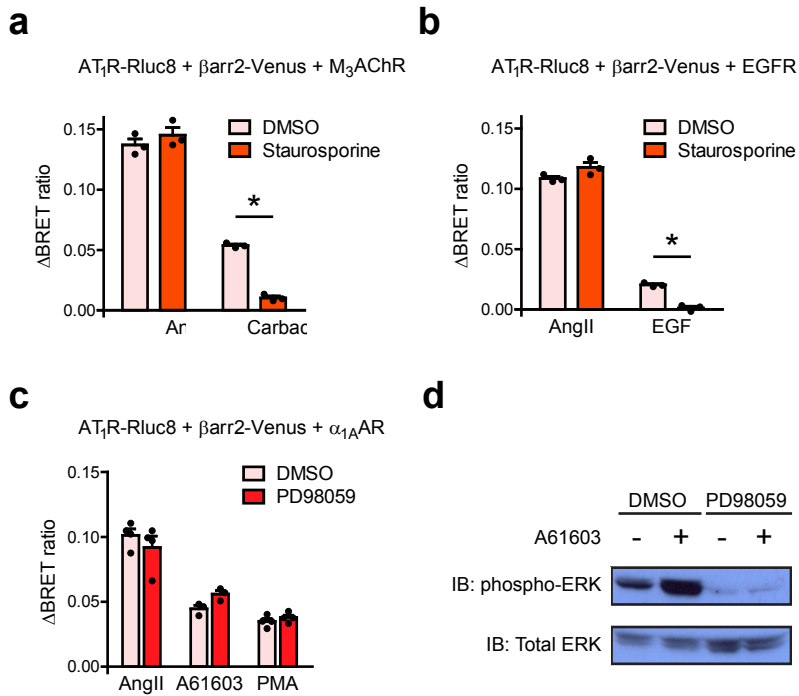 a
AT₁R-Rluc8 + βarr2-Venus + M₃AChR
DMSO
Staurosporine
ΔBRET ratio
0.15
0.10
0.05
0.00
*
An
Carbac
b
AT₁R-Rluc8 + βarr2-Venus + EGFR
DMSO
Staurosporine
ΔBRET ratio
0.15
0.10
0.05
0.00
*
AngII EGF
c
AT₁R-Rluc8 + βarr2-Venus + α₁ₐAR
DMSO
PD98059
ΔBRET ratio
0.15
0.10
0.05
0.00
AngII A61603 PMA
d
DMSO PD98059
A61603 - + - +
IB: phospho-ERK
IB: Total ERK